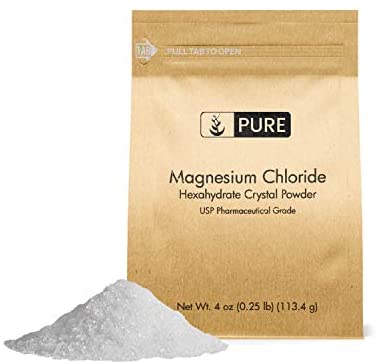 TAB PULL TAB TO OPEN
PURE
Magnesium Chloride
Hexahydrate Crystal Powder
USP Pharmaceutical Grade
Net Wt. 4 oz (0.25 lb) (113.4 g)